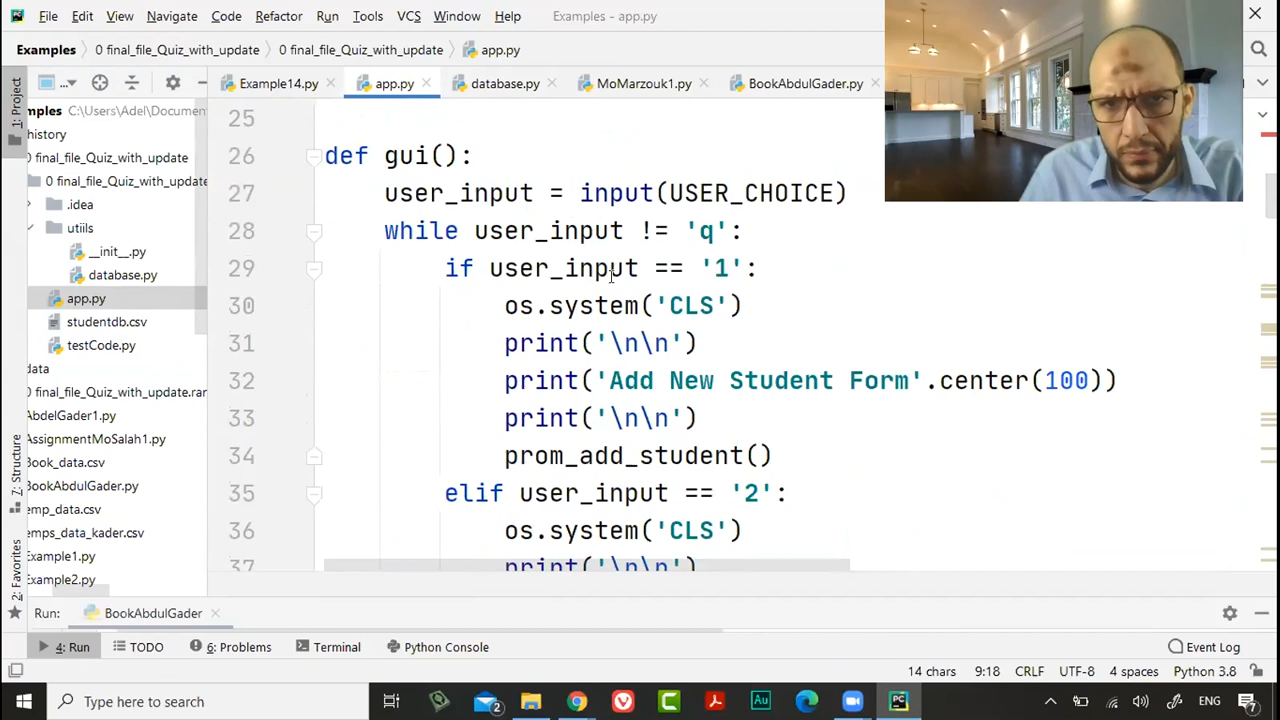 File Edit View Navigate Code Refactor Run Tools VCS Window Help Examples - app.py
Examples 0 final_file_Quiz_with_update 0 final_file_Quiz_with_update app.py
Example14.py app.py database.py MoMarzouk1.py BookAbdulGader.py
1: Project
mples C:\Users\Adel\Documen
history
0 final_file_Quiz_with_update
0 final_file_Quiz_with_update
.idea
utiils
__init__.py
database.py
app.py
studentdb.csv
testCode.py
data
0 final_file_Quiz_with_update.rar
AbdelGader1.py
AssignmentMoSalah1.py
Book_data.csv
BookAbdulGader.py
emp_data.csv
emps_data_kader.csv
Example1.py
Example2.py
7: Structure
2: Favorites
25
26 def gui():
27 user_input = input(USER_CHOICE)
28 while user_input != 'q':
29 if user_input == '1':
30 os.system('CLS')
31 print('\n\n')
32 print('Add New Student Form'.center(100))
33 print('\n\n')
34 prom_add_student()
35 elif user_input == '2':
36 os.system('CLS')
37 print('\n\n')
Run: BookAbdulGader
4: Run TODO 6: Problems Terminal Python Console Event Log
14 chars 9:18 CRLF UTF-8 4 spaces Python 3.8
Type here to search 2 ENG 7